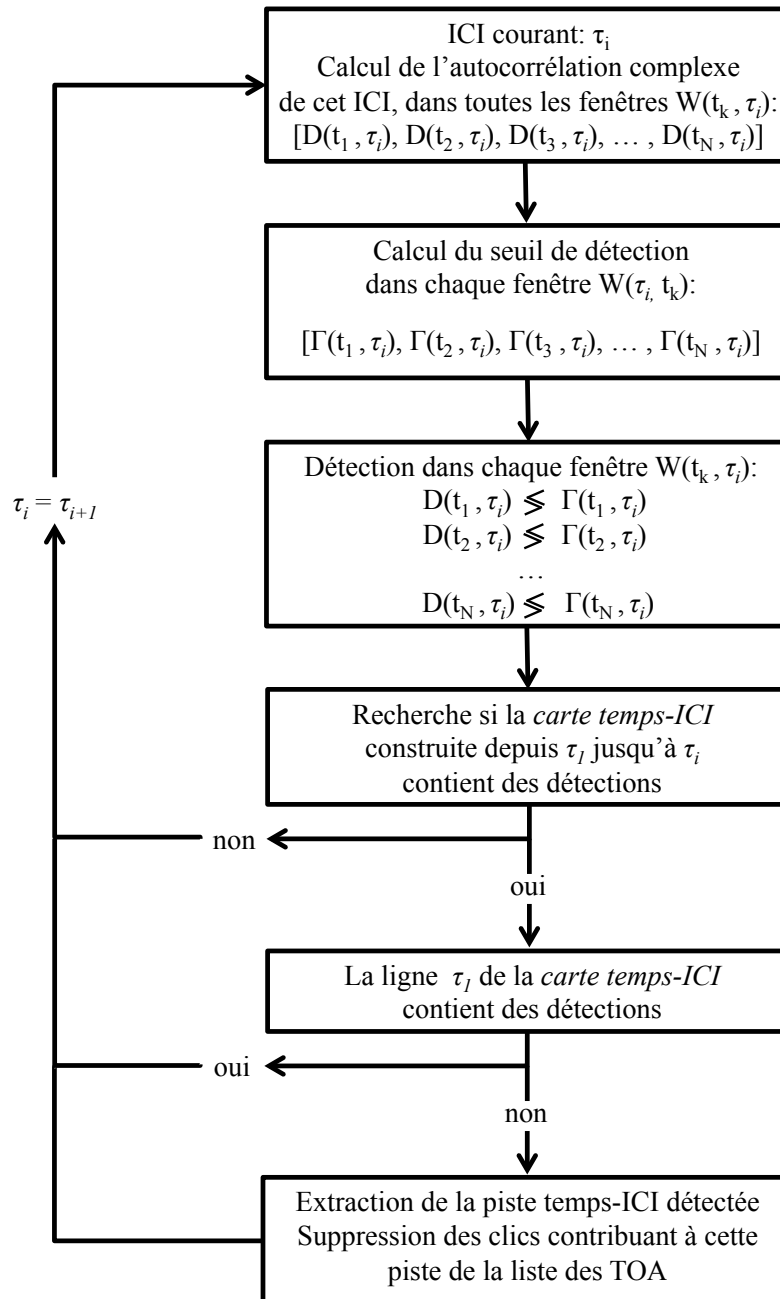 ICI courant: τi
Calcul de l’autocorrélation complexe
de cet ICI, dans toutes les fenêtres W(tk , τi):
[D(t1 , τi), D(t2 , τi), D(t3 , τi), … , D(tN , τi)]
Calcul du seuil de détection
dans chaque fenêtre W(τi, tk):
[Γ(t1 , τi), Γ(t2 , τi), Γ(t3 , τi), … , Γ(tN , τi)]
Détection dans chaque fenêtre W(tk , τi):
D(t1 , τi) ≶ Γ(t1 , τi)
D(t2 , τi) ≶ Γ(t2 , τi)
…
D(tN , τi) ≶ Γ(tN , τi)
τi = τi+1
Recherche si la carte temps-ICI
construite depuis τ1 jusqu’à τi
contient des détections
non
oui
La ligne τ1 de la carte temps-ICI
contient des détections
oui
non
Extraction de la piste temps-ICI détectée
Suppression des clics contribuant à cette
piste de la liste des TOA